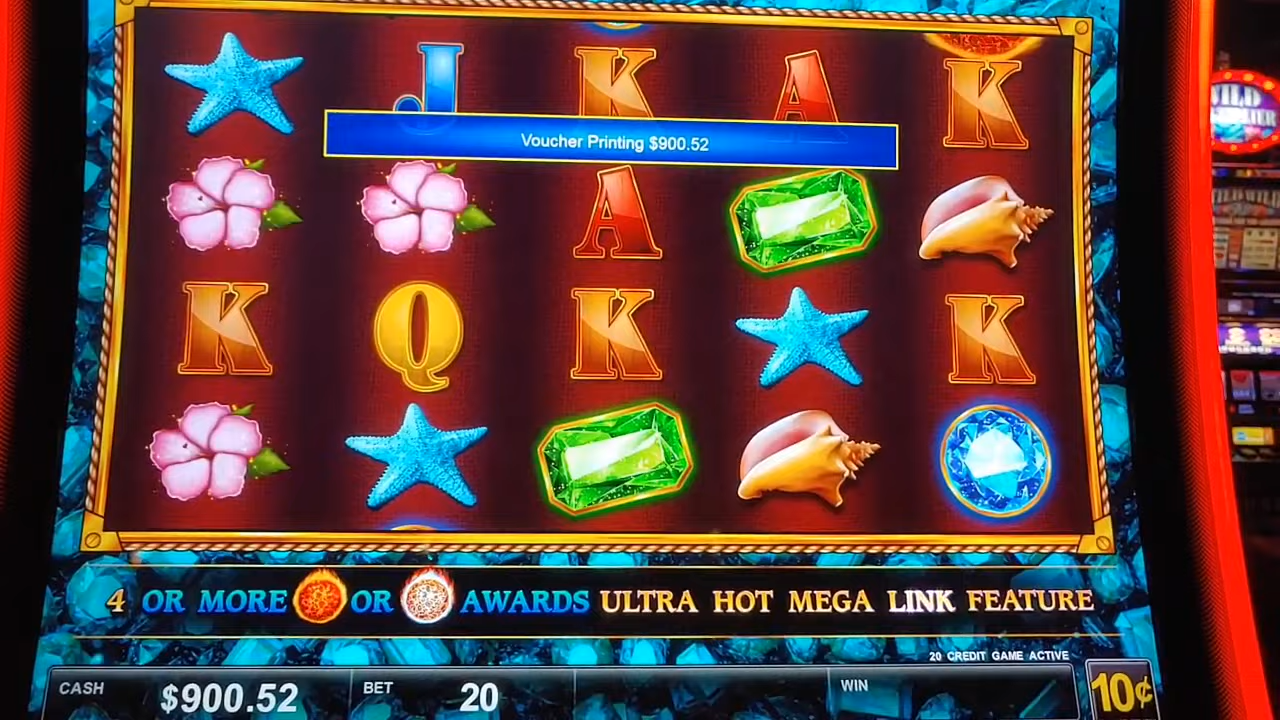 J K A K
Voucher Printing $900.52
A
K Q K K
4 OR MORE OR AWARDS ULTRA HOT MEGA LINK FEATURE
20 CREDIT GAME ACTIVE
CASH $900.52 BET 20 WIN 10¢